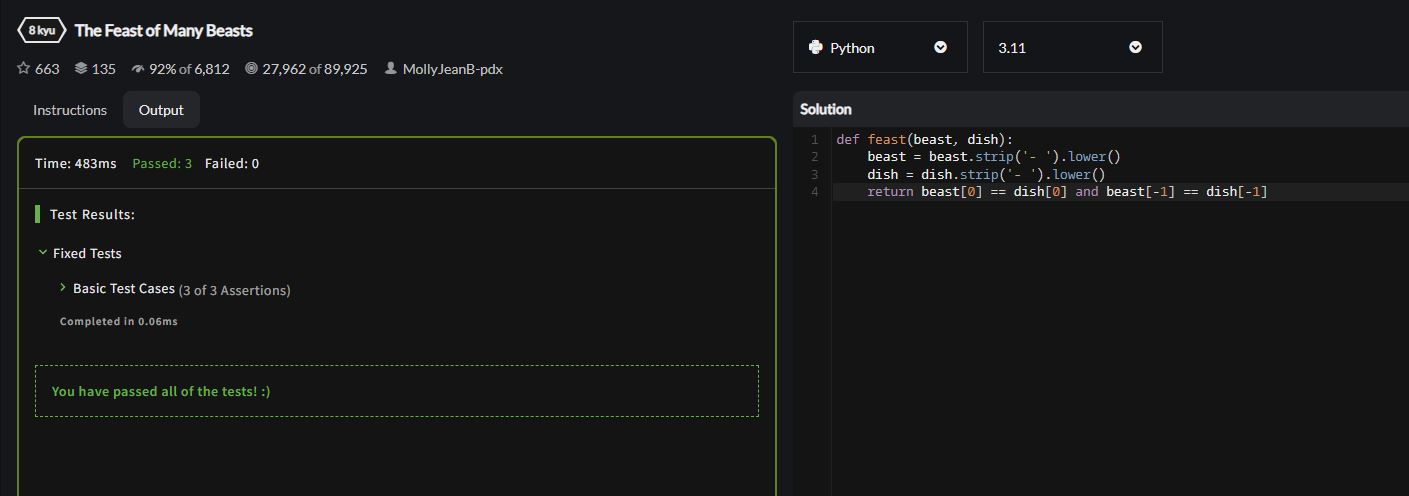 8 kyu The Feast of Many Beasts
663 135 92% of 6,812 27,962 of 89,925 MollyJeanB-pdx
Instructions Output
Time: 483ms Passed: 3 Failed: 0
Test Results:
Fixed Tests
Basic Test Cases (3 of 3 Assertions)
Completed in 0.06ms
You have passed all of the tests! :)
Python 3.11
Solution
1 def feast(beast, dish):
2     beast = beast.strip('- ').lower()
3     dish = dish.strip('- ').lower()
4     return beast[0] == dish[0] and beast[-1] == dish[-1]